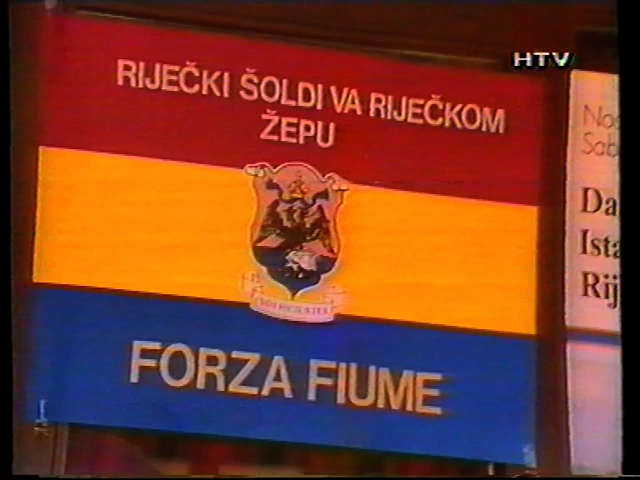 HTV
RIJEČKI ŠOLDI VA RIJEČKOM
ŽEPU
FORZA FIUME
Da
Ista
Rij